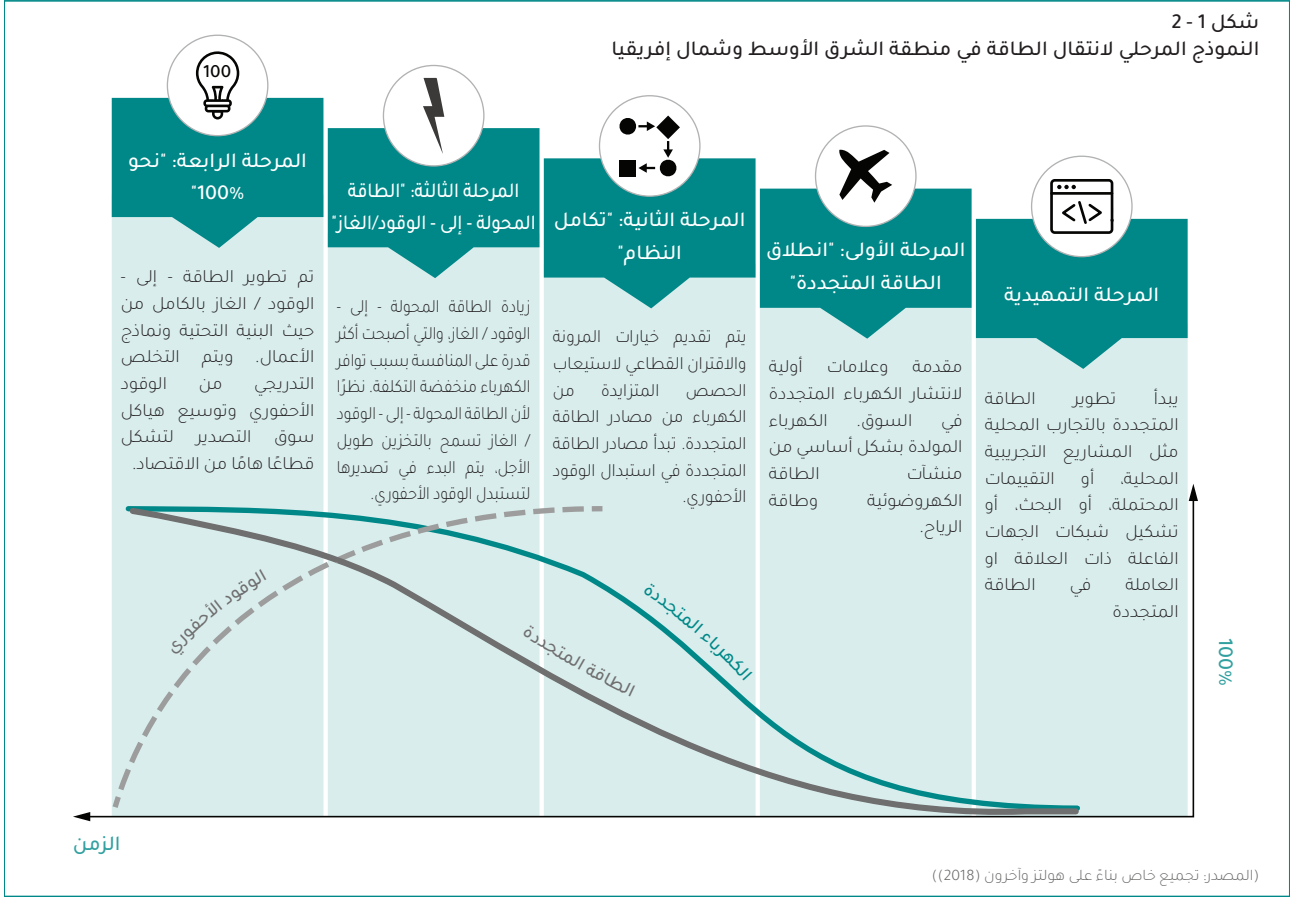 شكل 1 - 2
النموذج المرحلي لانتقال الطاقة في منطقة الشرق الأوسط وشمال إفريقيا
المرحلة التمهيدية
يبدأ تطوير الطاقة
المتجددة بالتجارب المحلية
مثل المشاريع التجريبية
المحلية، أو التقييمات
المحتملة، أو البحث، أو
تشكيل شبكات الجهات
الفاعلة ذات العلاقة او
العاملة في الطاقة
المتجددة
المرحلة الأولى: "انطلاق
الطاقة المتجددة"
مقدمة وعلامات أولية
لانتشار الكهرباء المتجددة
في السوق. الكهرباء
المولدة بشكل أساسي من
منشآت الطاقة
الكهروضوئية وطاقة
الرياح.
المرحلة الثانية: "تكامل
النظام"
يتم تقديم خيارات المرونة
والاقتران القطاعي لاستيعاب
الحصص المتزايدة من
الكهرباء من مصادر الطاقة
المتجددة. تبدأ مصادر الطاقة
المتجددة في استبدال الوقود
الأحفوري.
المرحلة الثالثة: "الطاقة
المحولة - إلى - الوقود/الغاز"
زيادة الطاقة المحولة - إلى -
الوقود / الغاز، والتي أصبحت أكثر
قدرة على المنافسة بسبب توافر
الكهرباء منخفضة التكلفة. نظرًا
لأن الطاقة المحولة - إلى - الوقود
/ الغاز تسمح بالتخزين طويل
الأجل، يتم البدء في تصديرها
لتستبدل الوقود الأحفوري.
100
المرحلة الرابعة: "نحو
100%"
تم تطوير الطاقة - إلى -
الوقود / الغاز بالكامل من
حيث البنية التحتية ونماذج
الأعمال. ويتم التخلص
التدريجي من الوقود
الأحفوري وتوسيع هياكل
سوق التصدير لتشكل
قطاعًا هامًا من الاقتصاد.
الكهرباء المتجددة
الطاقة المتجددة
الوقود الأحفوري
100%
الزمن
(المصدر: تجميع خاص بناءً على هولتز وآخرون (2018))